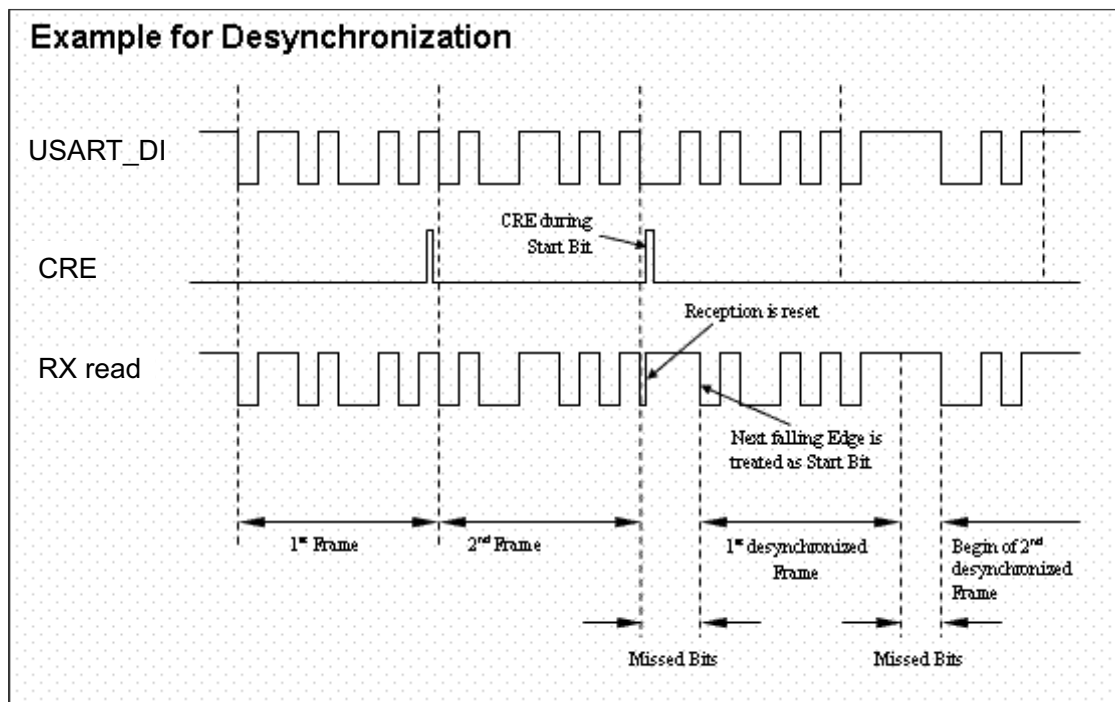 Example for Desynchronization
USART_DI
CRE during
Start Bit
CRE
Reception is reset
RX read
Next falling Edge is
treated as Start Bit
1st Frame
2nd Frame
1st desynchronized
Frame
Begin of 2nd
desynchronized
Frame
Missed Bits
Missed Bits